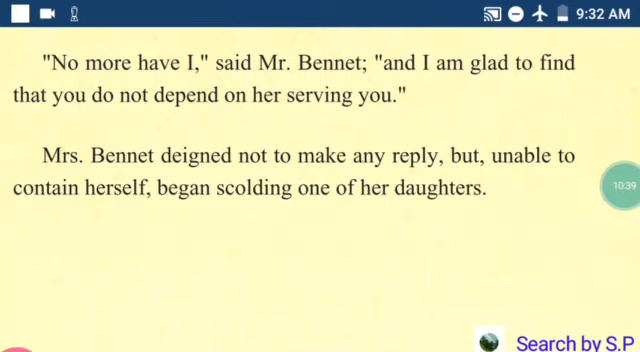 9:32 AM
"No more have I," said Mr. Bennet; "and I am glad to find
that you do not depend on her serving you."
Mrs. Bennet deigned not to make any reply, but, unable to
contain herself, began scolding one of her daughters.
10:39
Search by S.P